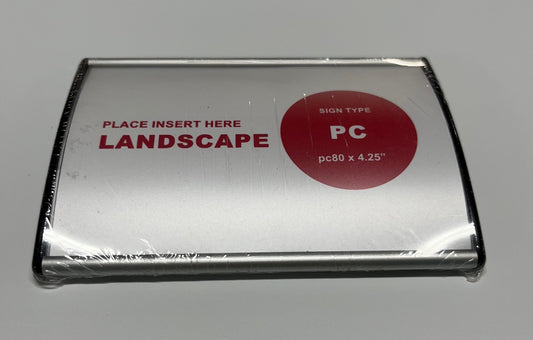 PLACE INSERT HERE
LANDSCAPE
SIGN TYPE
PC
pc80 x 4.25"